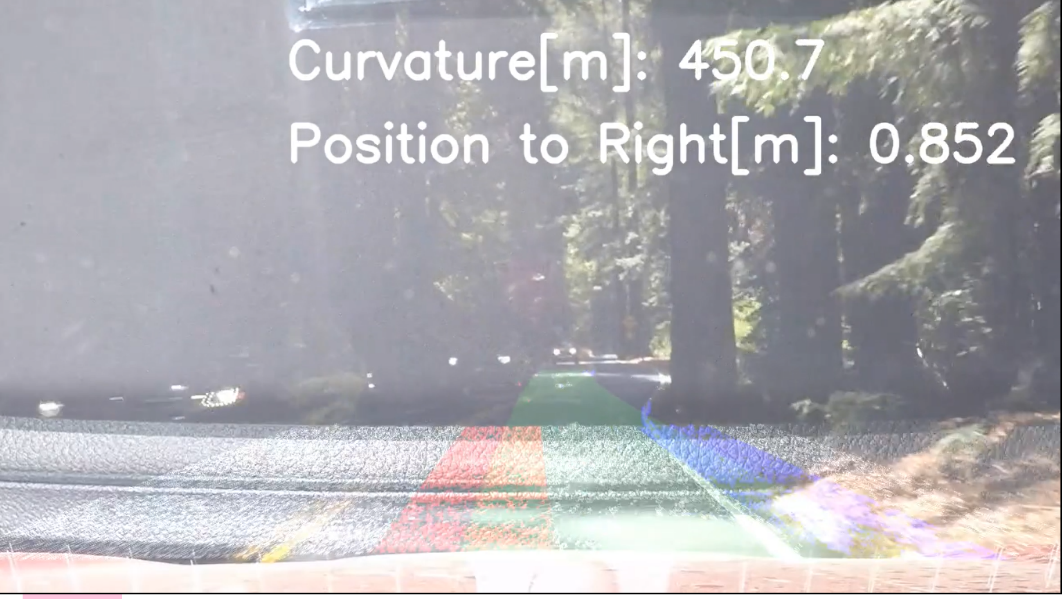 Curvature[m]: 450.7
Position to Right[m]: 0.852